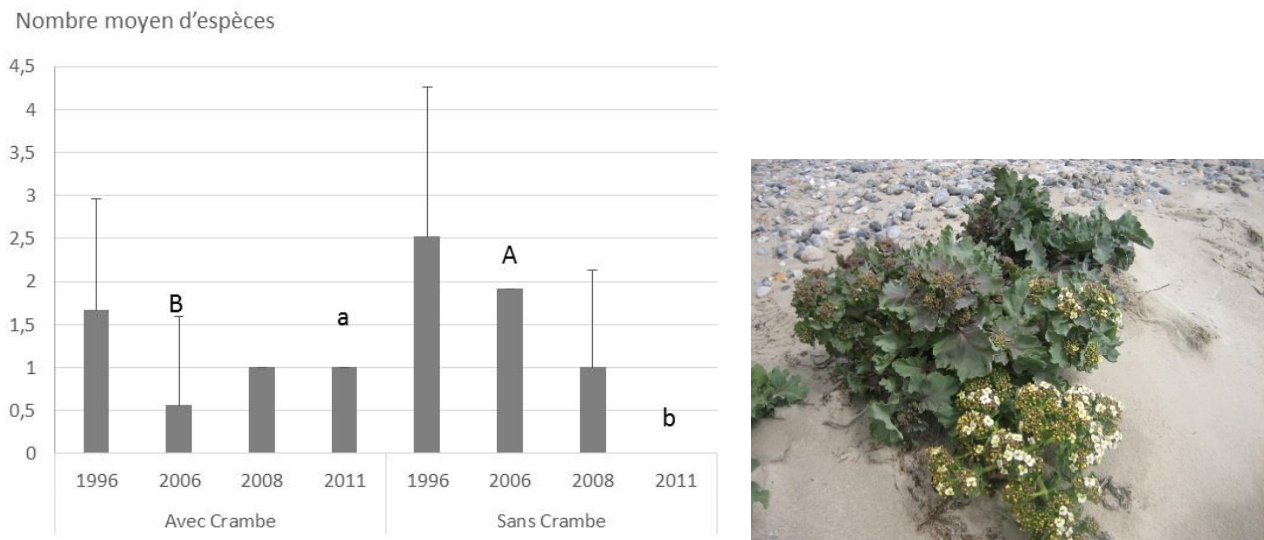 Nombre moyen d'espèces
4,5
4
3,5
3
2,5
2
1,5
1
0,5
0
B
a
A
b
1996 2006 2008 2011 1996 2006 2008 2011
Avec Crambe Sans Crambe